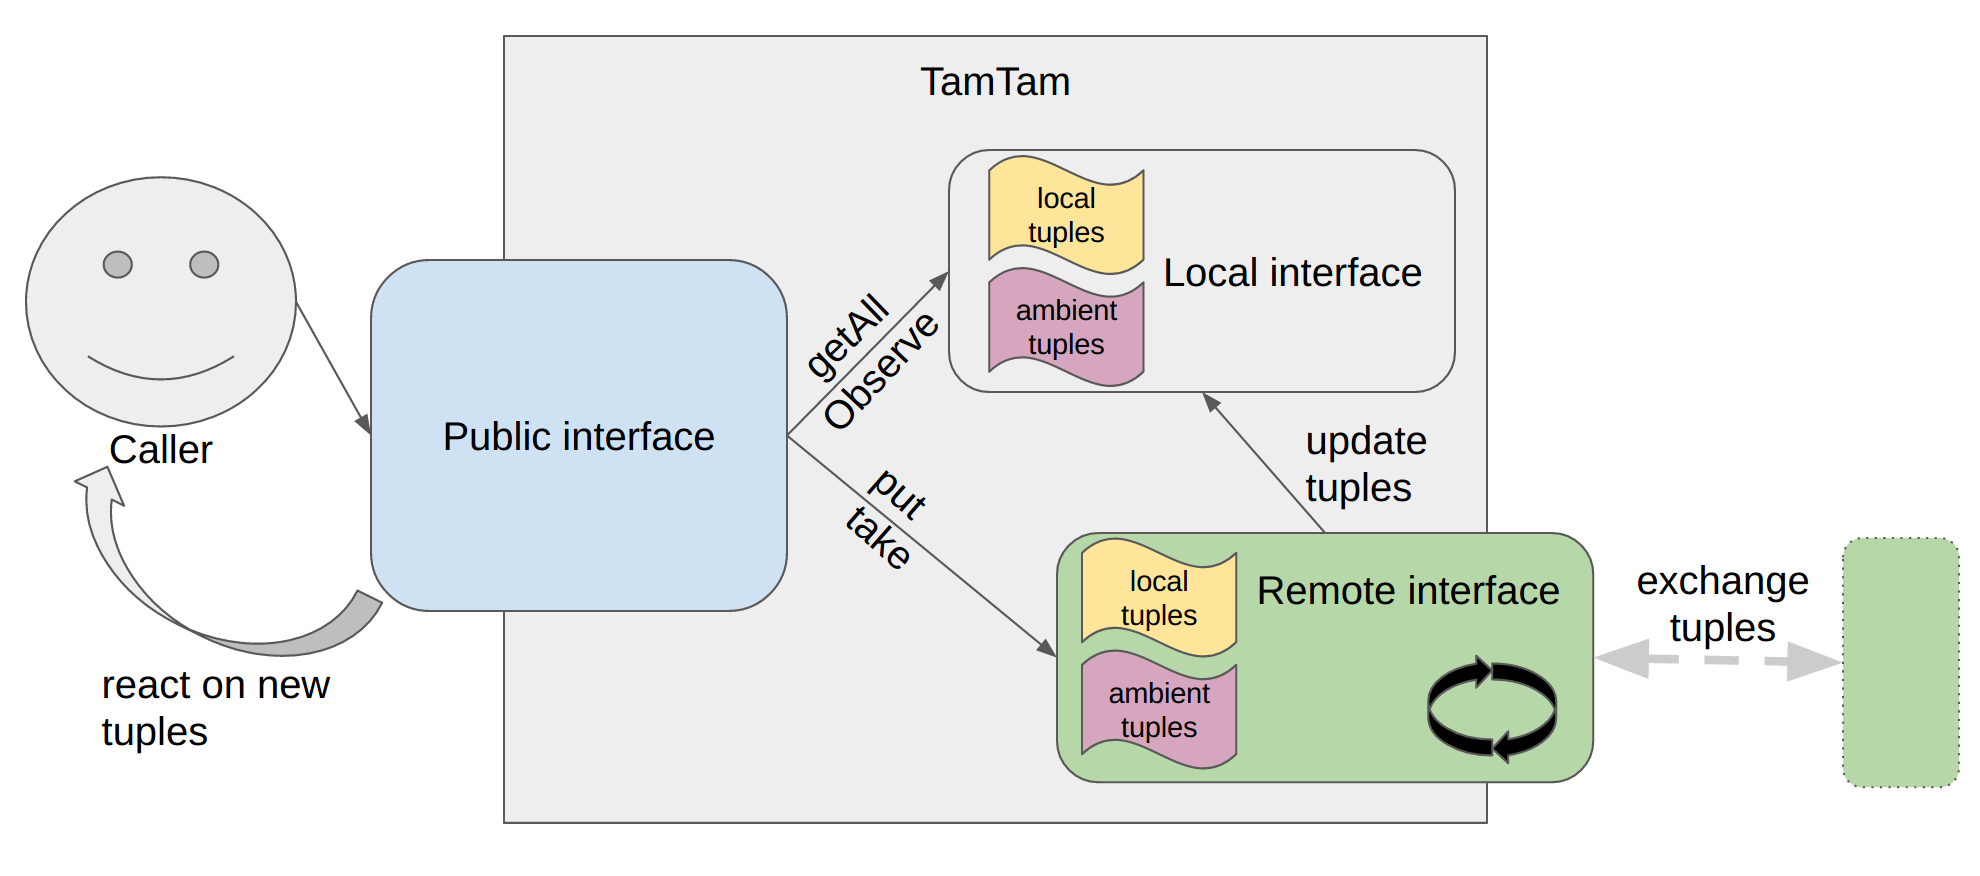 TamTam
local
tuples
ambient
tuples
Local interface
Caller
Public interface
getAll
Observe
put
take
update
tuples
local
tuples
ambient
tuples
Remote interface
exchange
tuples
react on new
tuples